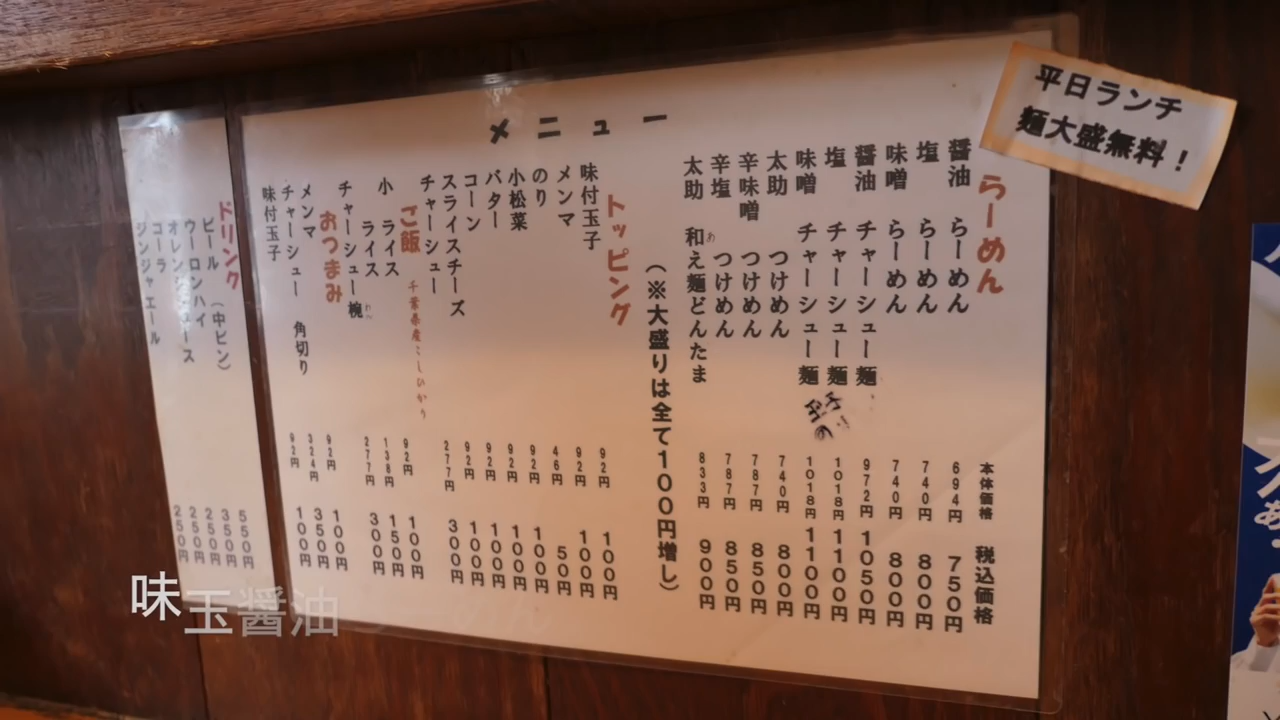 平日ランチ
麺大盛無料！
メニュー
らーめん
本体価格 税込価格
醤油 らーめん 694円 750円
塩 らーめん 740円 800円
味噌 らーめん 740円 800円
醤油 チャーシュー麺 972円 1050円
塩 チャーシュー麺 1018円 1100円
味噌 チャーシュー麺 1018円 1100円
太助 つけめん 740円 800円
辛味噌 つけめん 787円 850円
辛塩 つけめん 787円 850円
太助 和え麺どんたま 833円 900円
（※大盛りは全て１００円増し）
トッピング
味付玉子 92円 100円
メンマ 92円 100円
のり 46円 50円
小松菜 92円 100円
バター 92円 100円
コーン 92円 100円
スライスチーズ 92円 100円
チャーシュー 277円 300円
ご飯 千葉県産こしひかり
小 ライス 92円 100円
ライス 138円 150円
チャーシュー椀 277円 300円
おつまみ
メンマ 92円 100円
チャーシュー 角切り 324円 350円
味付玉子 92円 100円
ドリンク
ビール （中ビン） 550円
ウーロンハイ 350円
オレンジジュース 250円
コーラ 250円
ジンジャエール 250円
味玉醤油